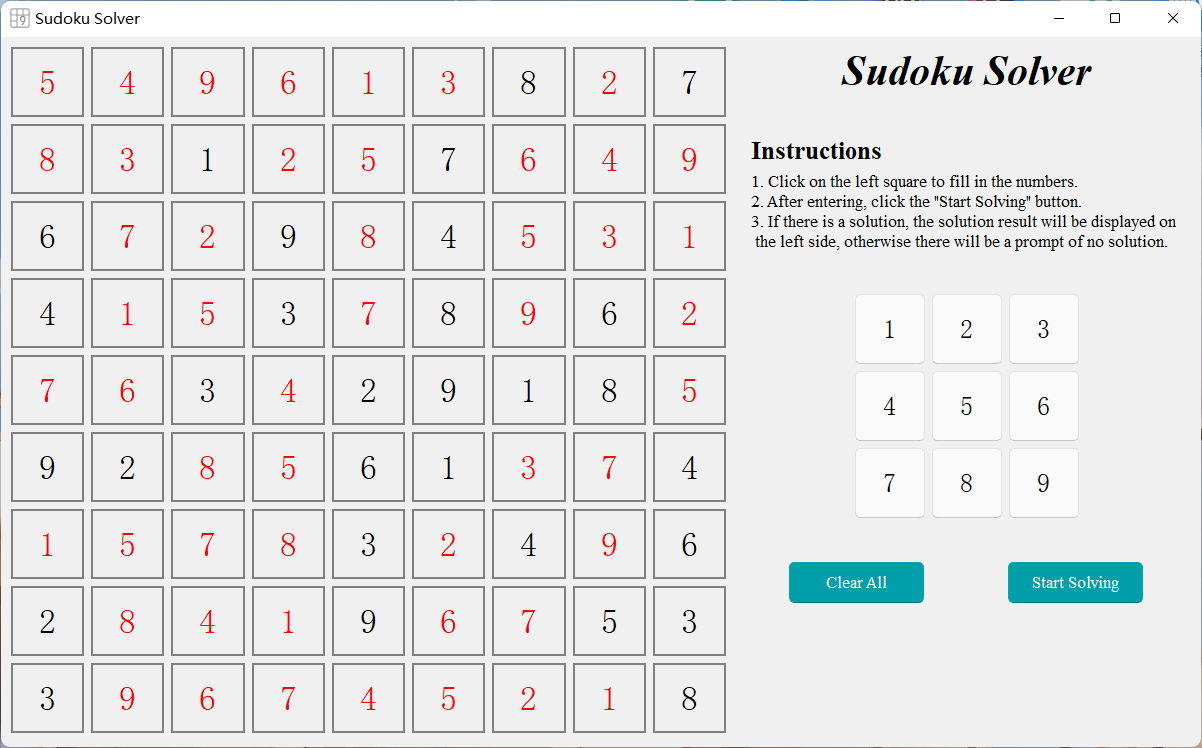 Sudoku Solver
5 4 9 6 1 3 8 2 7
8 3 1 2 5 7 6 4 9
6 7 2 9 8 4 5 3 1
4 1 5 3 7 8 9 6 2
7 6 3 4 2 9 1 8 5
9 2 8 5 6 1 3 7 4
1 5 7 8 3 2 4 9 6
2 8 4 1 9 6 7 5 3
3 9 6 7 4 5 2 1 8
Sudoku Solver
Instructions
1. Click on the left square to fill in the numbers.
2. After entering, click the "Start Solving" button.
3. If there is a solution, the solution result will be displayed on
the left side, otherwise there will be a prompt of no solution.
1 2 3
4 5 6
7 8 9
Clear All Start Solving